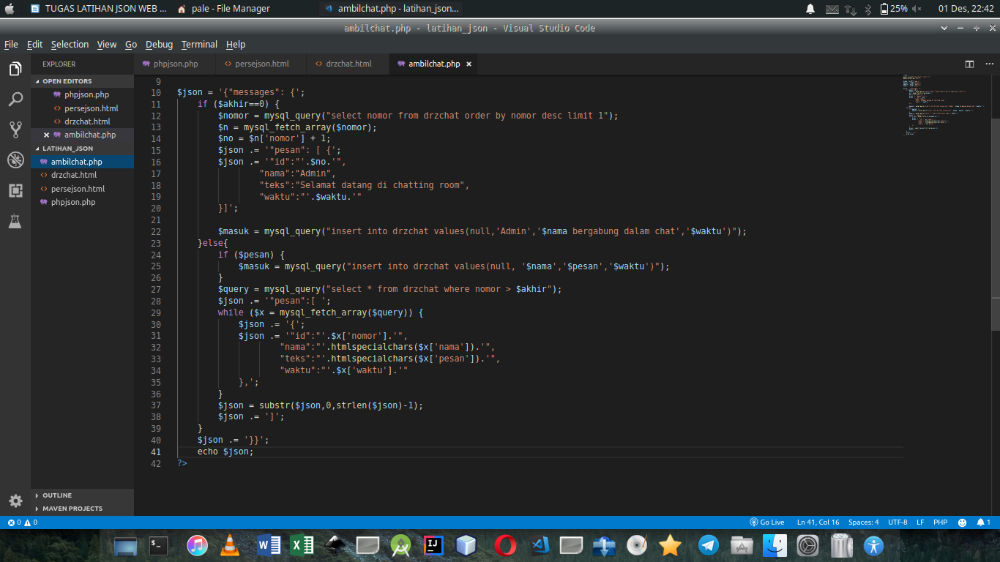 TUGAS LATIHAN JSON WEB ...
pale - File Manager
ambilchat.php - latihan_json...
25%
01 Des, 22:42
ambilchat.php - latihan_json - Visual Studio Code
File Edit Selection View Go Debug Terminal Help
EXPLORER
OPEN EDITORS
phpjson.php
persejson.html
drzchat.html
ambilchat.php
LATIHAN_JSON
ambilchat.php
drzchat.html
persejson.html
phpjson.php
OUTLINE
MAVEN PROJECTS
phpjson.php persejson.html drzchat.html ambilchat.php ×
9
10 $json = '{"messages": {';
11 if ($akhir==0) {
12 $nomor = mysql_query("select nomor from drzchat order by nomor desc limit 1");
13 $n = mysql_fetch_array($nomor);
14 $no = $n['nomor'] + 1;
15 $json .= '"pesan": [ {';
16 $json .= '"id":"'.$no.'",
17 "nama":"Admin",
18 "teks":"Selamat datang di chatting room",
19 "waktu":"'.$waktu.'"
20 }]';
21
22 $masuk = mysql_query("insert into drzchat values(null,'Admin','$nama bergabung dalam chat','$waktu')");
23 }else{
24 if ($pesan) {
25 $masuk = mysql_query("insert into drzchat values(null, '$nama','$pesan','$waktu')");
26 }
27 $query = mysql_query("select * from drzchat where nomor > $akhir");
28 $json .= '"pesan":[ ';
29 while ($x = mysql_fetch_array($query)) {
30 $json .= '{';
31 $json .= '"id":"'.$x['nomor'].'",
32 "nama":"'.htmlspecialchars($x['nama']).'",
33 "teks":"'.htmlspecialchars($x['pesan']).'",
34 "waktu":"'.$x['waktu'].'"
35 },';
36 }
37 $json = substr($json,0,strlen($json)-1);
38 $json .= ']';
39 }
40 $json .= '}}';
41 echo $json;
42 ?>
0 0
Go Live Ln 41, Col 16 Spaces: 4 UTF-8 LF PHP 1